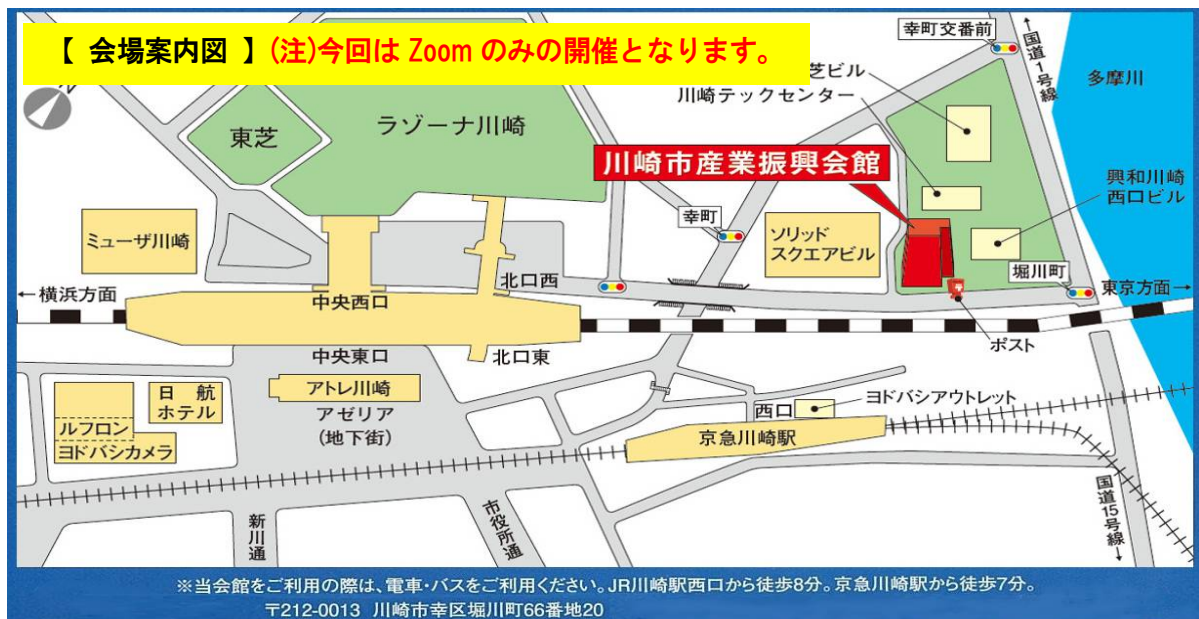 【 会場案内図 】(注)今回は Zoom のみの開催となります。
幸町交番前
国道1号線
多摩川
芝ビル
川崎テックセンター
東芝
ラゾーナ川崎
川崎市産業振興会館
興和川崎
西口ビル
幸町
ミューザ川崎
ソリッド
スクエアビル
堀川町
北口西
←横浜方面
中央西口
東京方面→
ポスト
中央東口
北口東
アトレ川崎
日航
ホテル
アゼリア
(地下街)
ルフロン
ヨドバシカメラ
ヨドバシアウトレット
西口
京急川崎駅
新川通
市役所通
国道15号線
※当会館をご利用の際は、電車・バスをご利用ください。JR川崎駅西口から徒歩8分。京急川崎駅から徒歩7分。
〒212-0013 川崎市幸区堀川町66番地20